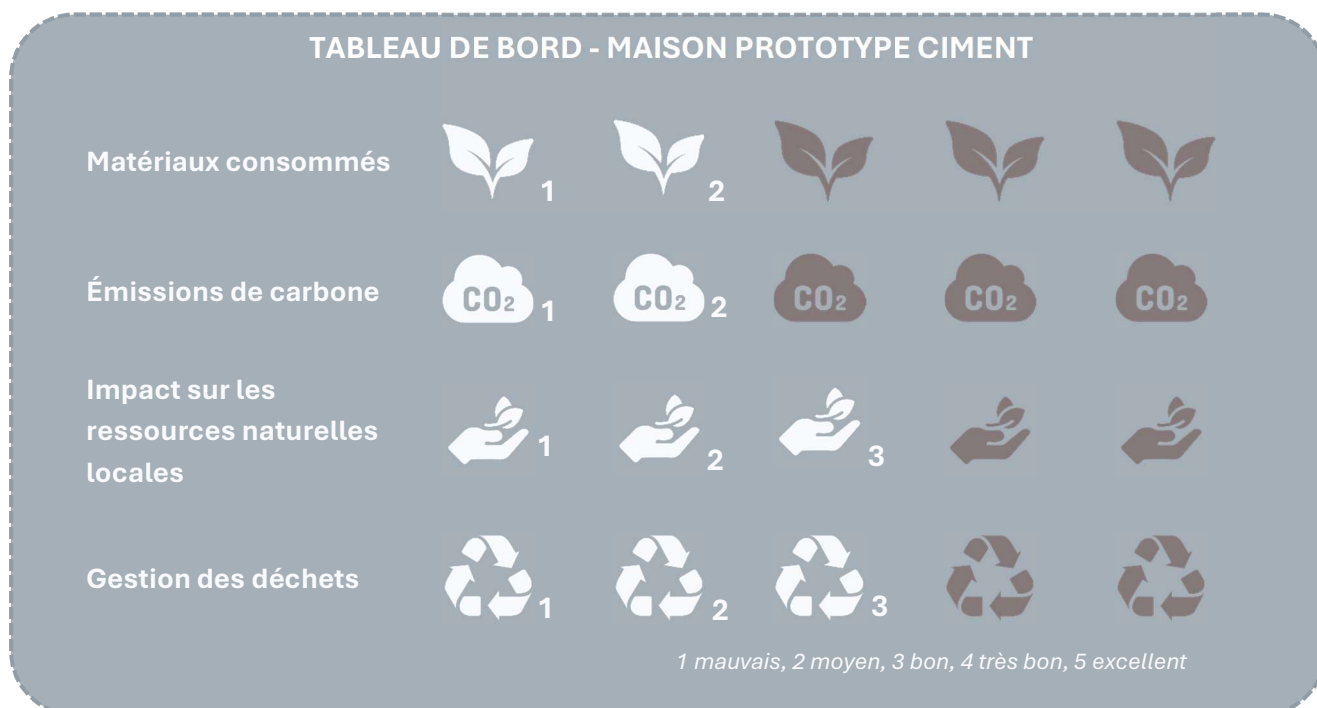 TABLEAU DE BORD - MAISON PROTOTYPE CIMENT
Matériaux consommés 1 2
Émissions de carbone CO₂ 1 CO₂ 2 CO₂ CO₂ CO₂
Impact sur les
ressources naturelles
locales 1 2 3
Gestion des déchets 1 2 3
1 mauvais, 2 moyen, 3 bon, 4 très bon, 5 excellent